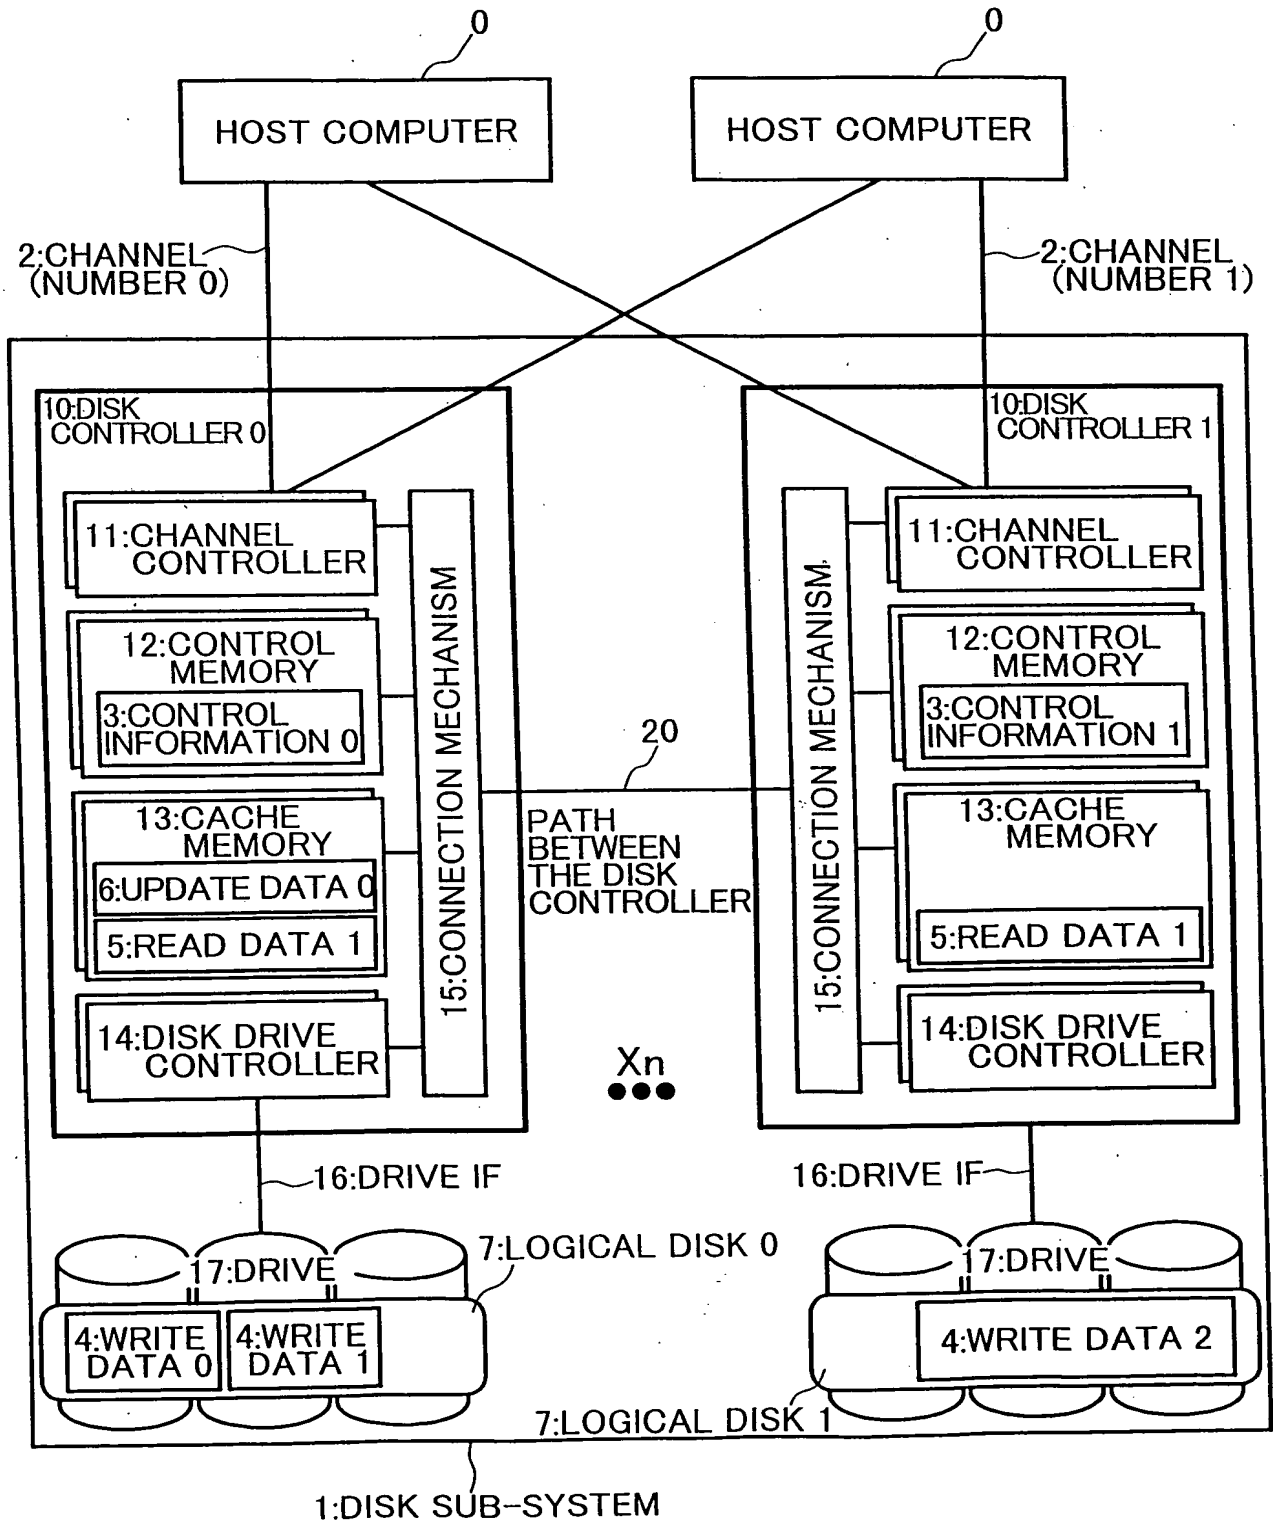 0
0
HOST COMPUTER
HOST COMPUTER
2:CHANNEL
(NUMBER 0)
2:CHANNEL
(NUMBER 1)
10:DISK
CONTROLLER 0
10:DISK
CONTROLLER 1
11:CHANNEL
CONTROLLER
12:CONTROL
MEMORY
3:CONTROL
INFORMATION 0
13:CACHE
MEMORY
6:UPDATE DATA 0
5:READ DATA 1
14:DISK DRIVE
CONTROLLER
15:CONNECTION MECHANISM
20
PATH
BETWEEN
THE DISK
CONTROLLER
Xn
15:CONNECTION MECHANISM
11:CHANNEL
CONTROLLER
12:CONTROL
MEMORY
3:CONTROL
INFORMATION 1
13:CACHE
MEMORY
5:READ DATA 1
14:DISK DRIVE
CONTROLLER
16:DRIVE IF
16:DRIVE IF
17:DRIVE
7:LOGICAL DISK 0
17:DRIVE
4:WRITE
DATA 0
4:WRITE
DATA 1
4:WRITE DATA 2
7:LOGICAL DISK 1
1:DISK SUB-SYSTEM